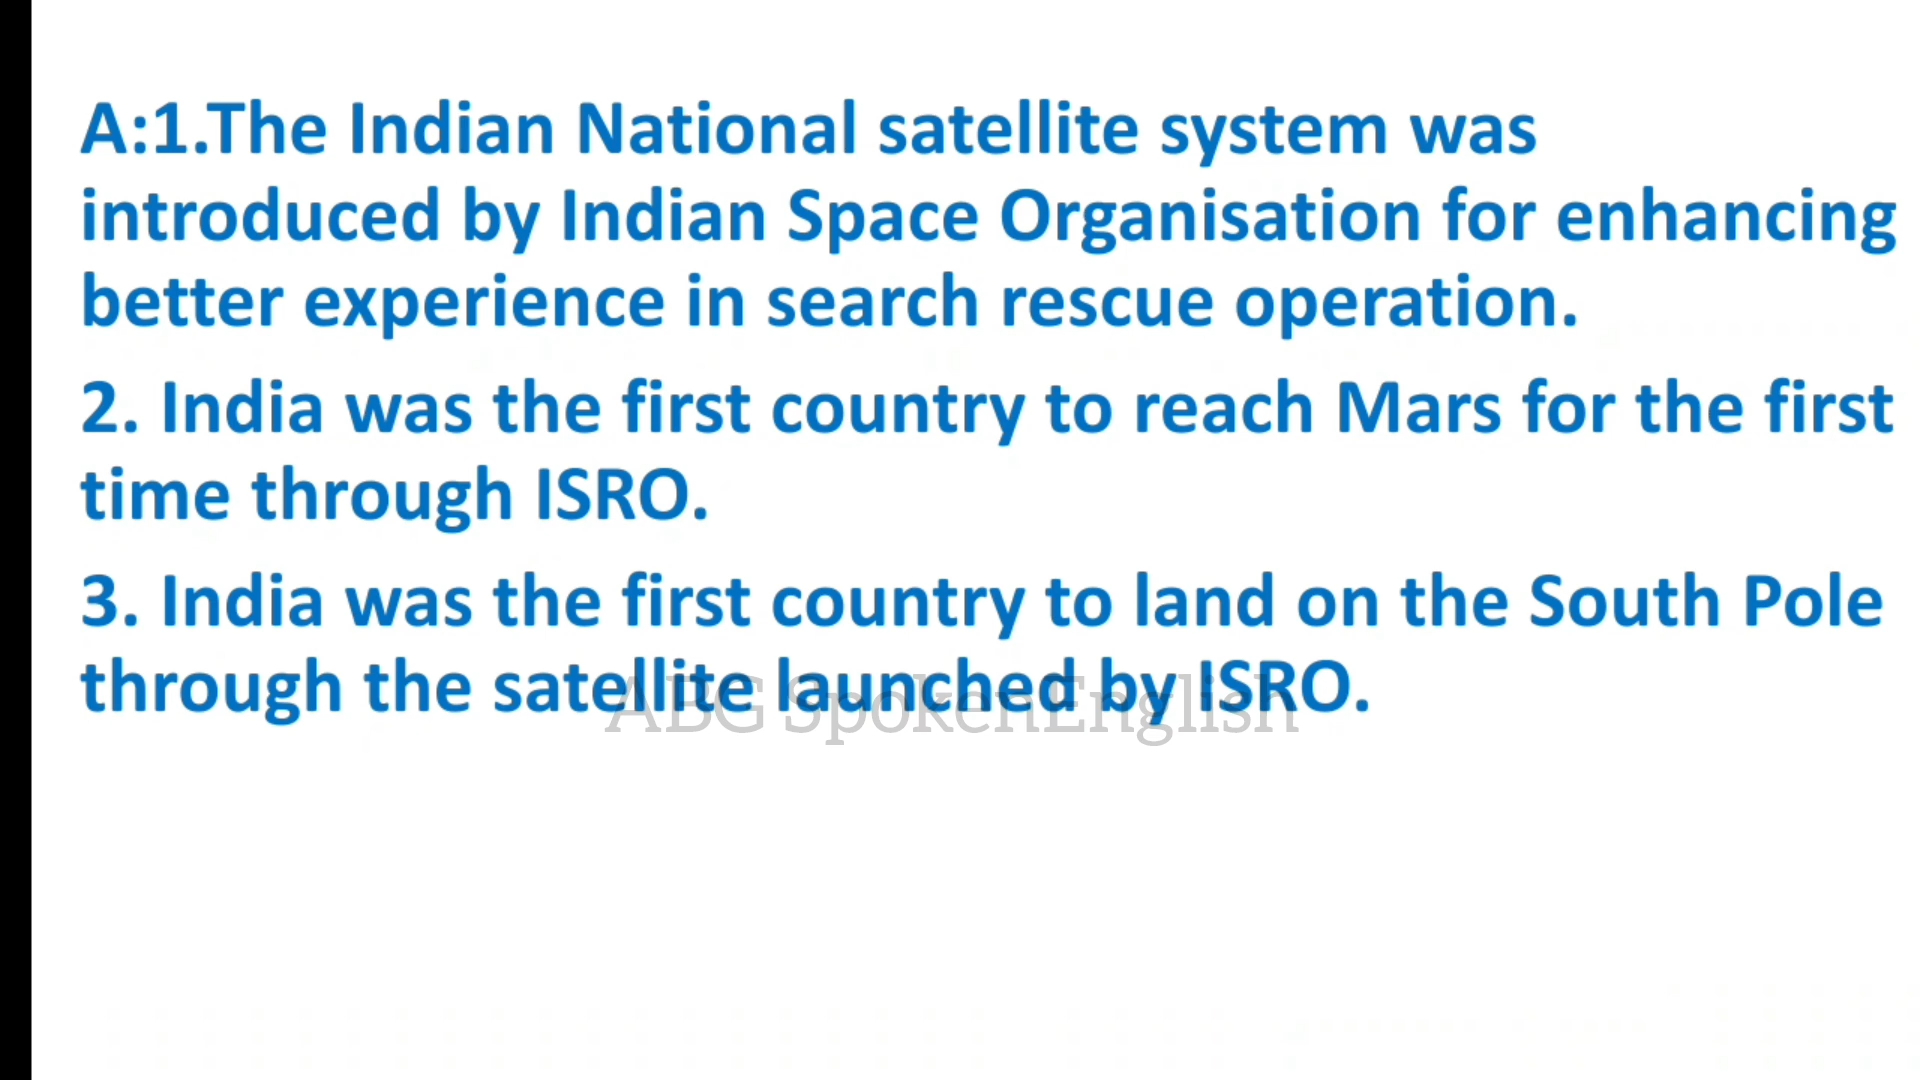 A:1.The Indian National satellite system was
introduced by Indian Space Organisation for enhancing
better experience in search rescue operation.
2. India was the first country to reach Mars for the first
time through ISRO.
3. India was the first country to land on the South Pole
through the satellite launched by ISRO.
ABG SpokenEnglish